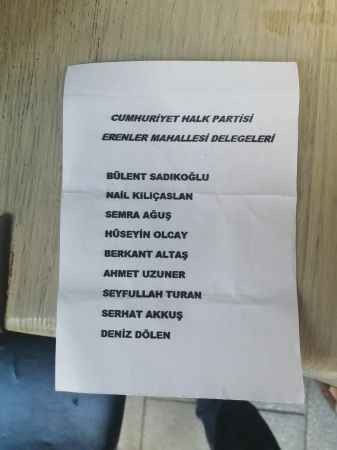 CUMHURİYET HALK PARTİSİ
ERENLER MAHALLESİ DELEGELERİ
BÜLENT SADIKOĞLU
NAİL KILIÇASLAN
SEMRA AĞUŞ
HÜSEYİN OLCAY
BERKANT ALTAŞ
AHMET UZUNER
SEYFULLAH TURAN
SERHAT AKKUŞ
DENİZ DÖLEN